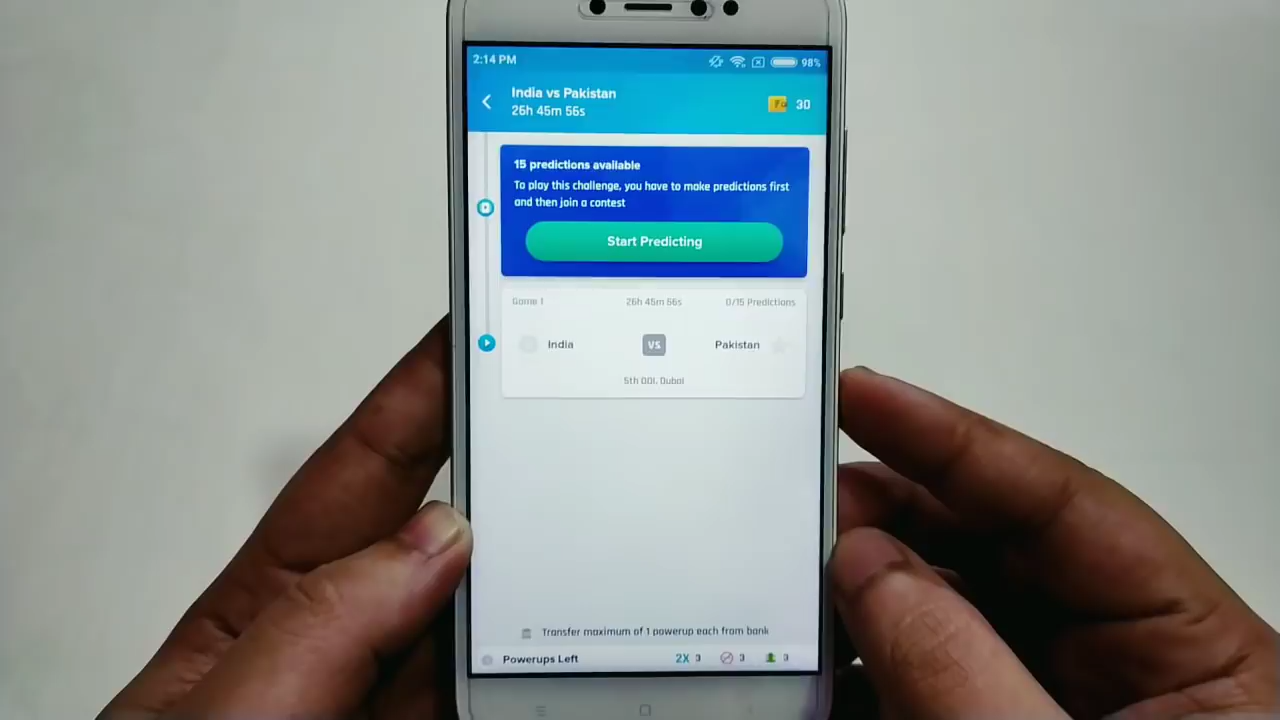 2:14 PM
98%
India vs Pakistan
26h 45m 56s
30
15 predictions available
To play this challenge, you have to make predictions first
and then join a contest
Start Predicting
Game 1
26h 45m 56s
0/15 Predictions
India
VS
Pakistan
5th ODI, Dubai
Transfer maximum of 1 powerup each from bank
Powerups Left
2X 3
3
3